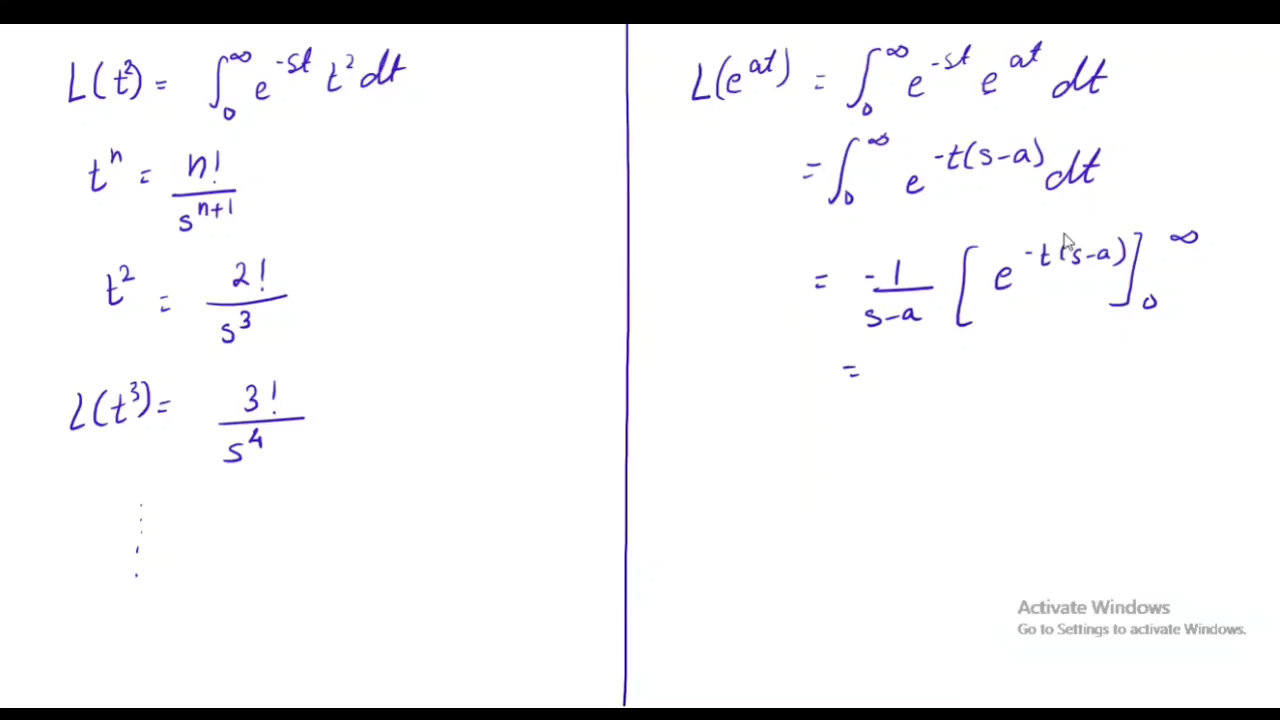 L(t²) = ∫₀^∞ e^{-st} t² dt
tⁿ = n! / s^{n+1}
t² = 2! / s³
L(t³) = 3! / s⁴
L(e^{at}) = ∫₀^∞ e^{-st} e^{at} dt
= ∫₀^∞ e^{-t(s-a)} dt
= -1 / s-a [e^{-t(s-a)}]₀^∞
=
Activate Windows
Go to Settings to activate Windows.